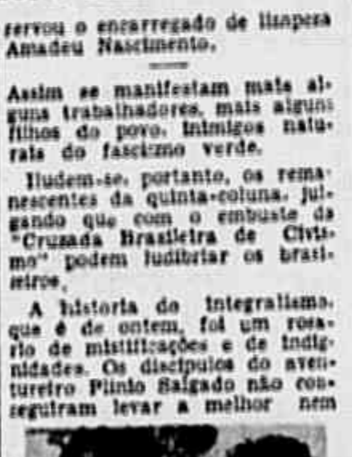 servou o encarregado de limpesa
Amadeu Nascimento.
Assim se manifestam mais al-
guns trabalhadores, mais alguns
filhos do povo, inimigos natu-
rais do fascismo verde.
Iludem-se, portanto, os rema-
nescentes da quinta-coluna, jul-
gando que com o embuste da
"Cruzada Brasileira de Civis-
mo" podem ludibriar os brasi-
leiros.
A historia do integralismo,
que é de ontem, foi um rosa-
rio de mistificações e de indig-
nidades. Os discipulos do aven-
tureiro Plinio Salgado não con-
seguiram levar a melhor nem